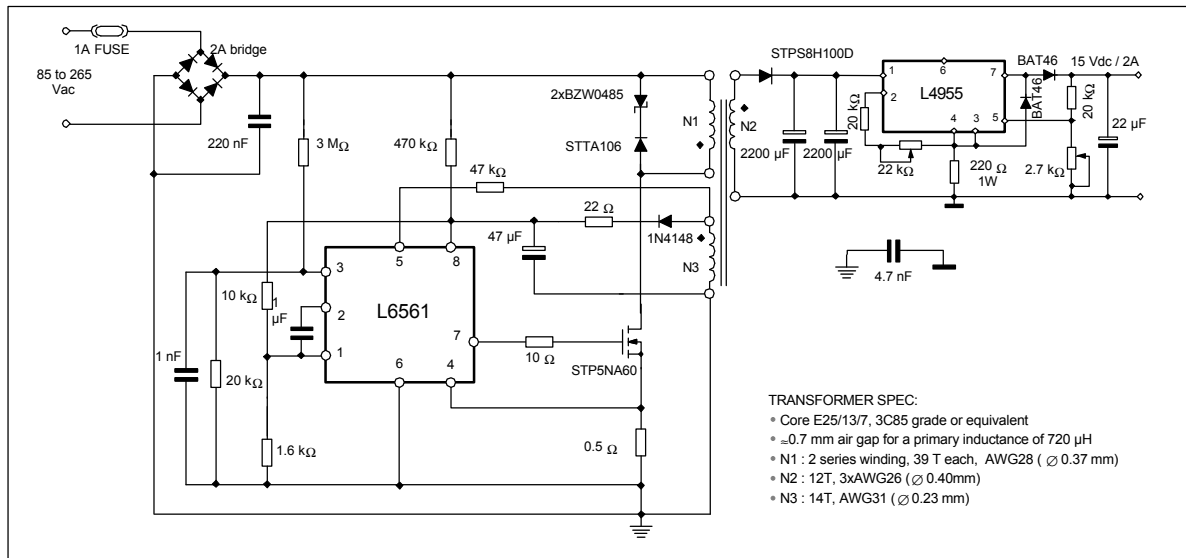 1A FUSE
2A bridge
85 to 265
Vac
220 nF
3 MΩ
470 kΩ
47 kΩ
2xBZW0485
STTA106
N1
N2
STPS8H100D
2200 µF
2200 µF
1
6
7
L4955
2
4
3
5
20 kΩ
22 kΩ
220 Ω
1W
BAT46
BAT46
15 Vdc / 2A
20 kΩ
2.7 kΩ
22 µF
22 Ω
1N4148
47 µF
N3
4.7 nF
3
5
8
L6561
2
1
6
4
7
10 kΩ
1
µF
1 nF
20 kΩ
1.6 kΩ
10 Ω
STP5NA60
0.5 Ω
TRANSFORMER SPEC:
• Core E25/13/7, 3C85 grade or equivalent
• ≃0.7 mm air gap for a primary inductance of 720 µH
• N1 : 2 series winding, 39 T each, AWG28 ( ∅ 0.37 mm)
• N2 : 12T, 3xAWG26 (∅ 0.40mm)
• N3 : 14T, AWG31 (∅ 0.23 mm)